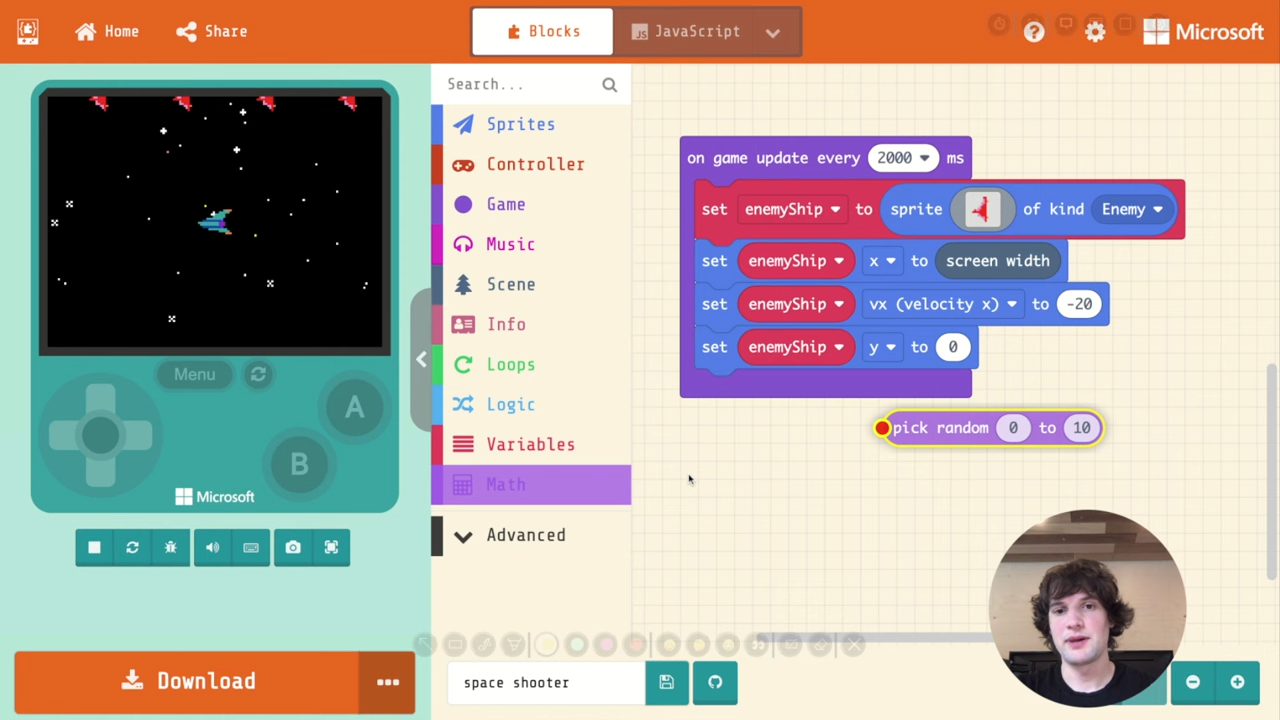 Home
Share
Blocks
JavaScript
Microsoft
Search...
Sprites
Controller
Game
Music
Scene
Info
Loops
Logic
Variables
Math
Advanced
on game update every 2000 ms
set enemyShip to sprite of kind Enemy
set enemyShip x to screen width
set enemyShip vx (velocity x) to -20
set enemyShip y to 0
pick random 0 to 10
Menu
A
B
Microsoft
Download
space shooter